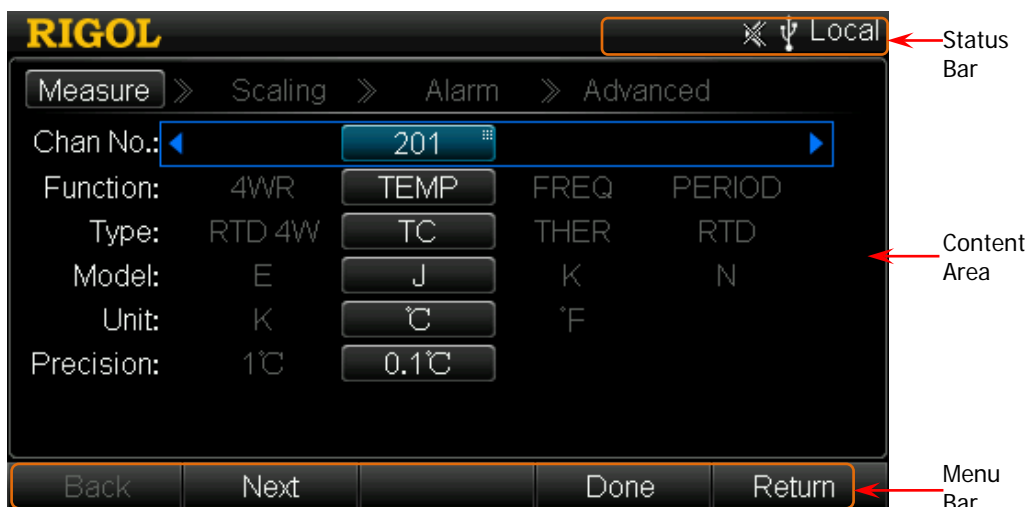 RIGOL Local
Status
Bar
Measure » Scaling » Alarm » Advanced
Chan No.: 201
Function: 4WR TEMP FREQ PERIOD
Type: RTD 4W TC THER RTD
Model: E J K N
Content
Area
Unit: K ℃ ℉
Precision: 1℃ 0.1℃
Back Next Done Return
Menu
Bar